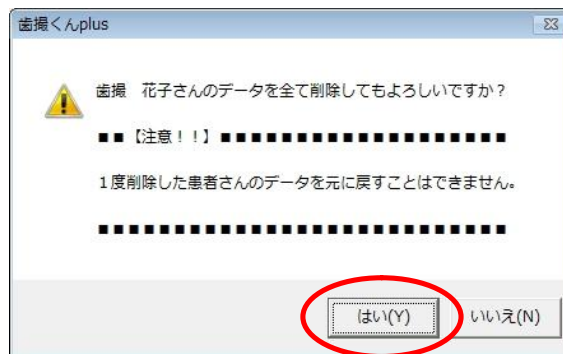 歯撮くんplus
歯撮　花子さんのデータを全て削除してもよろしいですか？
■■【注意！！】■■■■■■■■■■■■■■■■■■■
１度削除した患者さんのデータを元に戻すことはできません。
■■■■■■■■■■■■■■■■■■■■■■■■■■■
はい(Y)
いいえ(N)